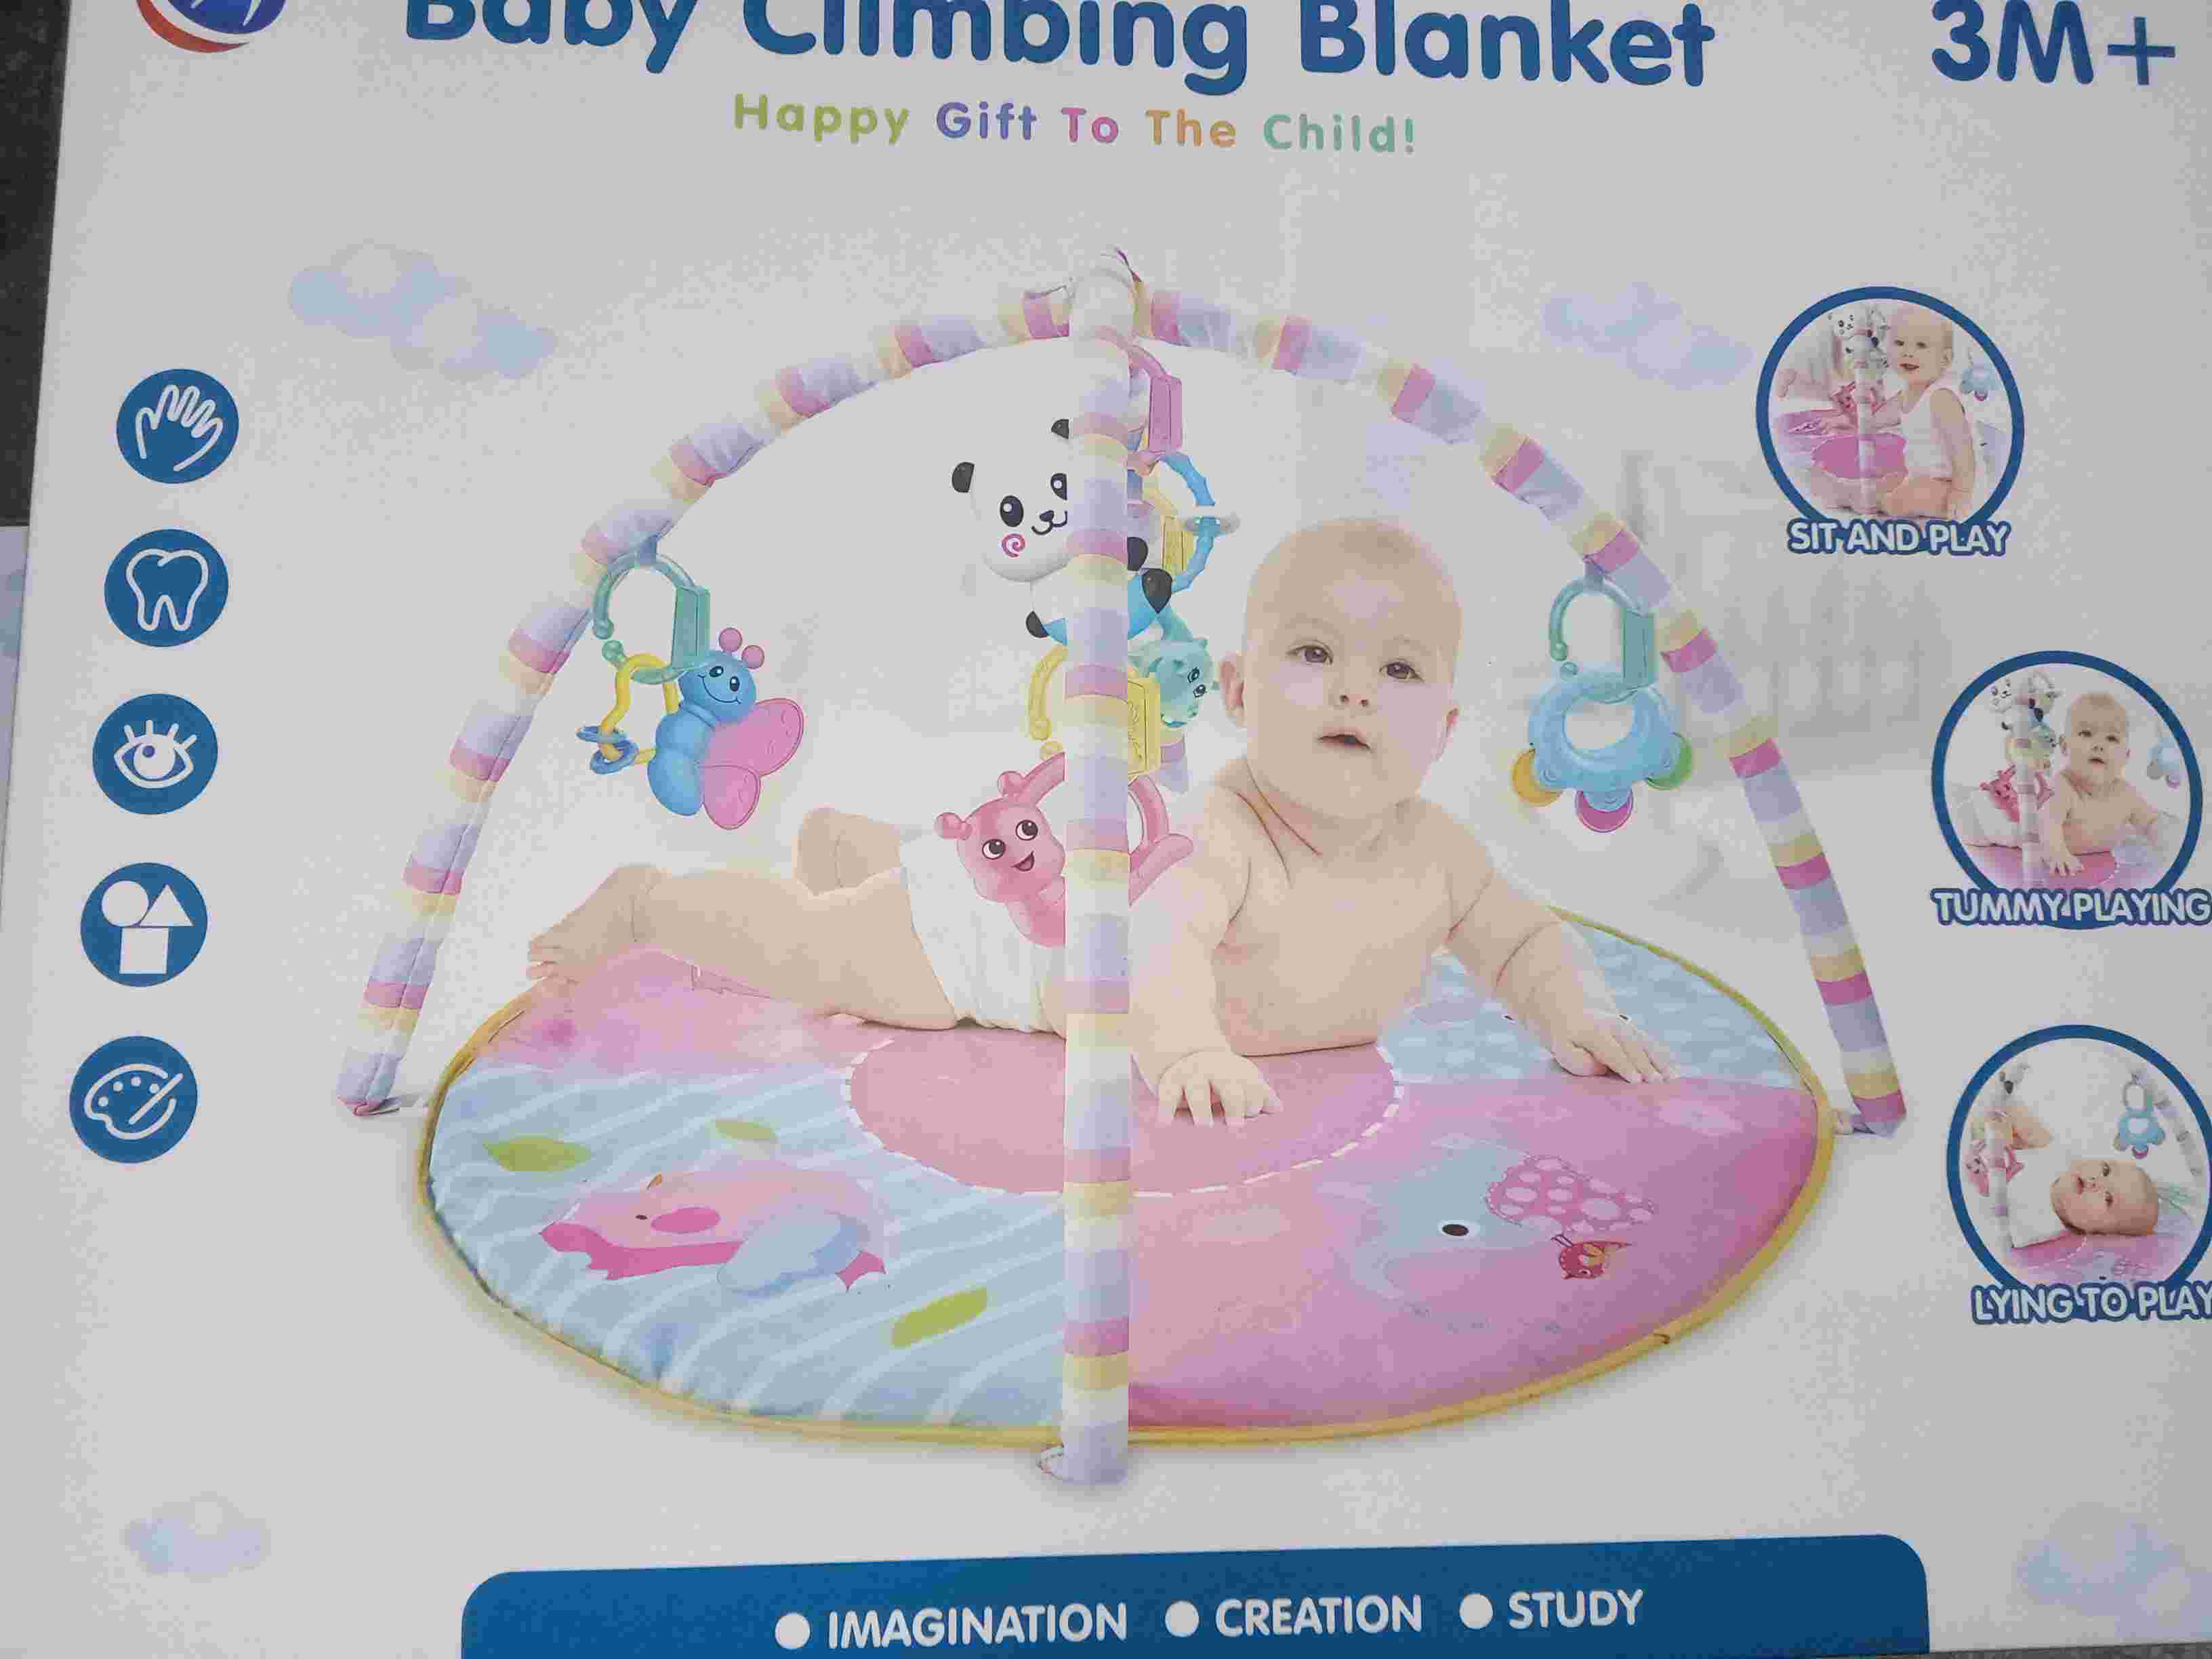 Baby Climbing Blanket
3M+
Happy Gift To The Child!
SIT AND PLAY
TUMMY PLAYING
LYING TO PLAY
IMAGINATION
CREATION
STUDY